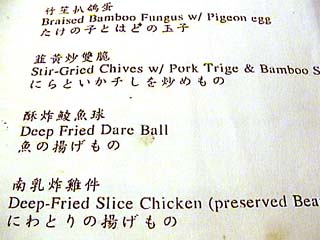 竹笙扒鴿蛋
Braised Bamboo Fungus w/ Pigeon egg
たけの子とはどの玉子
韮黄炒雙脆
Stir-Gried Chives w/ Pork Trige & Bamboo S
にらといかチしを炒めもの
酥炸鯪魚球
Deep Fried Dare Ball
魚の揚げもの
南乳炸雞件
Deep-Fried Slice Chicken (preserved Bea
にわとりの揚げもの